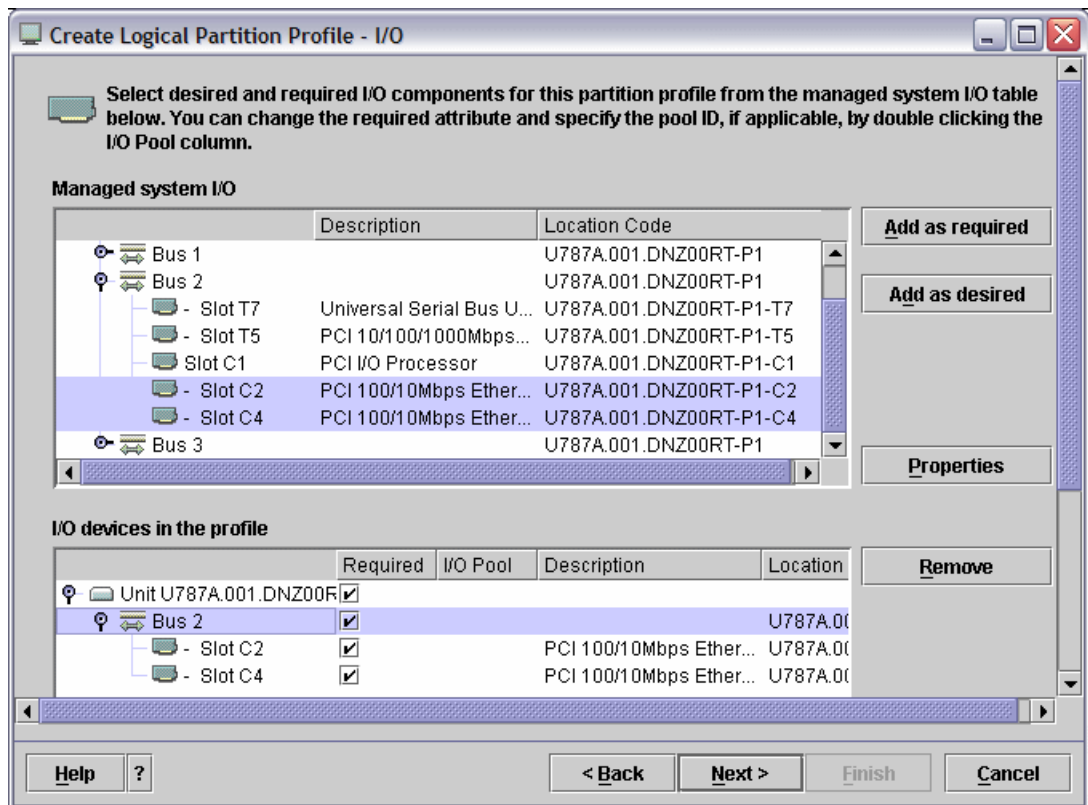 Create Logical Partition Profile - I/O
Select desired and required I/O components for this partition profile from the managed system I/O table
below. You can change the required attribute and specify the pool ID, if applicable, by double clicking the
I/O Pool column.
Managed system I/O
Description Location Code
Add as required
Bus 1 U787A.001.DNZ00RT-P1
Bus 2 U787A.001.DNZ00RT-P1
Add as desired
- Slot T7 Universal Serial Bus U... U787A.001.DNZ00RT-P1-T7
- Slot T5 PCI 10/100/1000Mbps... U787A.001.DNZ00RT-P1-T5
Slot C1 PCI I/O Processor U787A.001.DNZ00RT-P1-C1
- Slot C2 PCI 100/10Mbps Ether... U787A.001.DNZ00RT-P1-C2
- Slot C4 PCI 100/10Mbps Ether... U787A.001.DNZ00RT-P1-C4
Bus 3 U787A.001.DNZ00RT-P1
Properties
I/O devices in the profile
Required I/O Pool Description Location
Remove
Unit U787A.001.DNZ00R
Bus 2 U787A.00
- Slot C2 PCI 100/10Mbps Ether... U787A.00
- Slot C4 PCI 100/10Mbps Ether... U787A.00
Help ? < Back Next > Finish Cancel